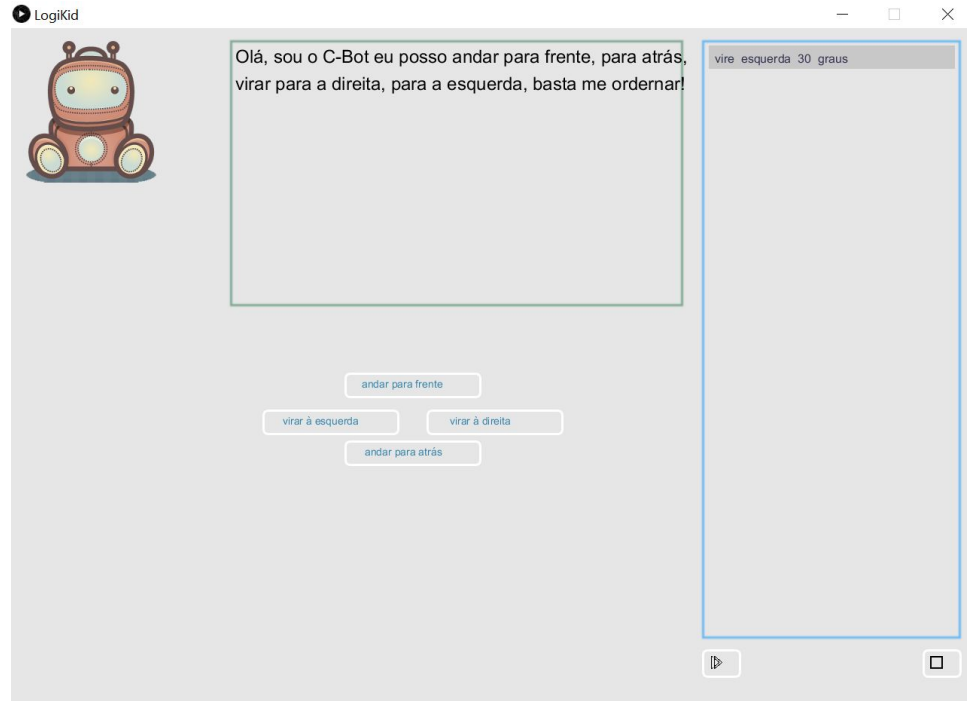 LogiKid
Olá, sou o C-Bot eu posso andar para frente, para atrás,
virar para a direita, para a esquerda, basta me ordernar!
vire esquerda 30 graus
andar para frente
virar à esquerda
virar à direita
andar para atrás